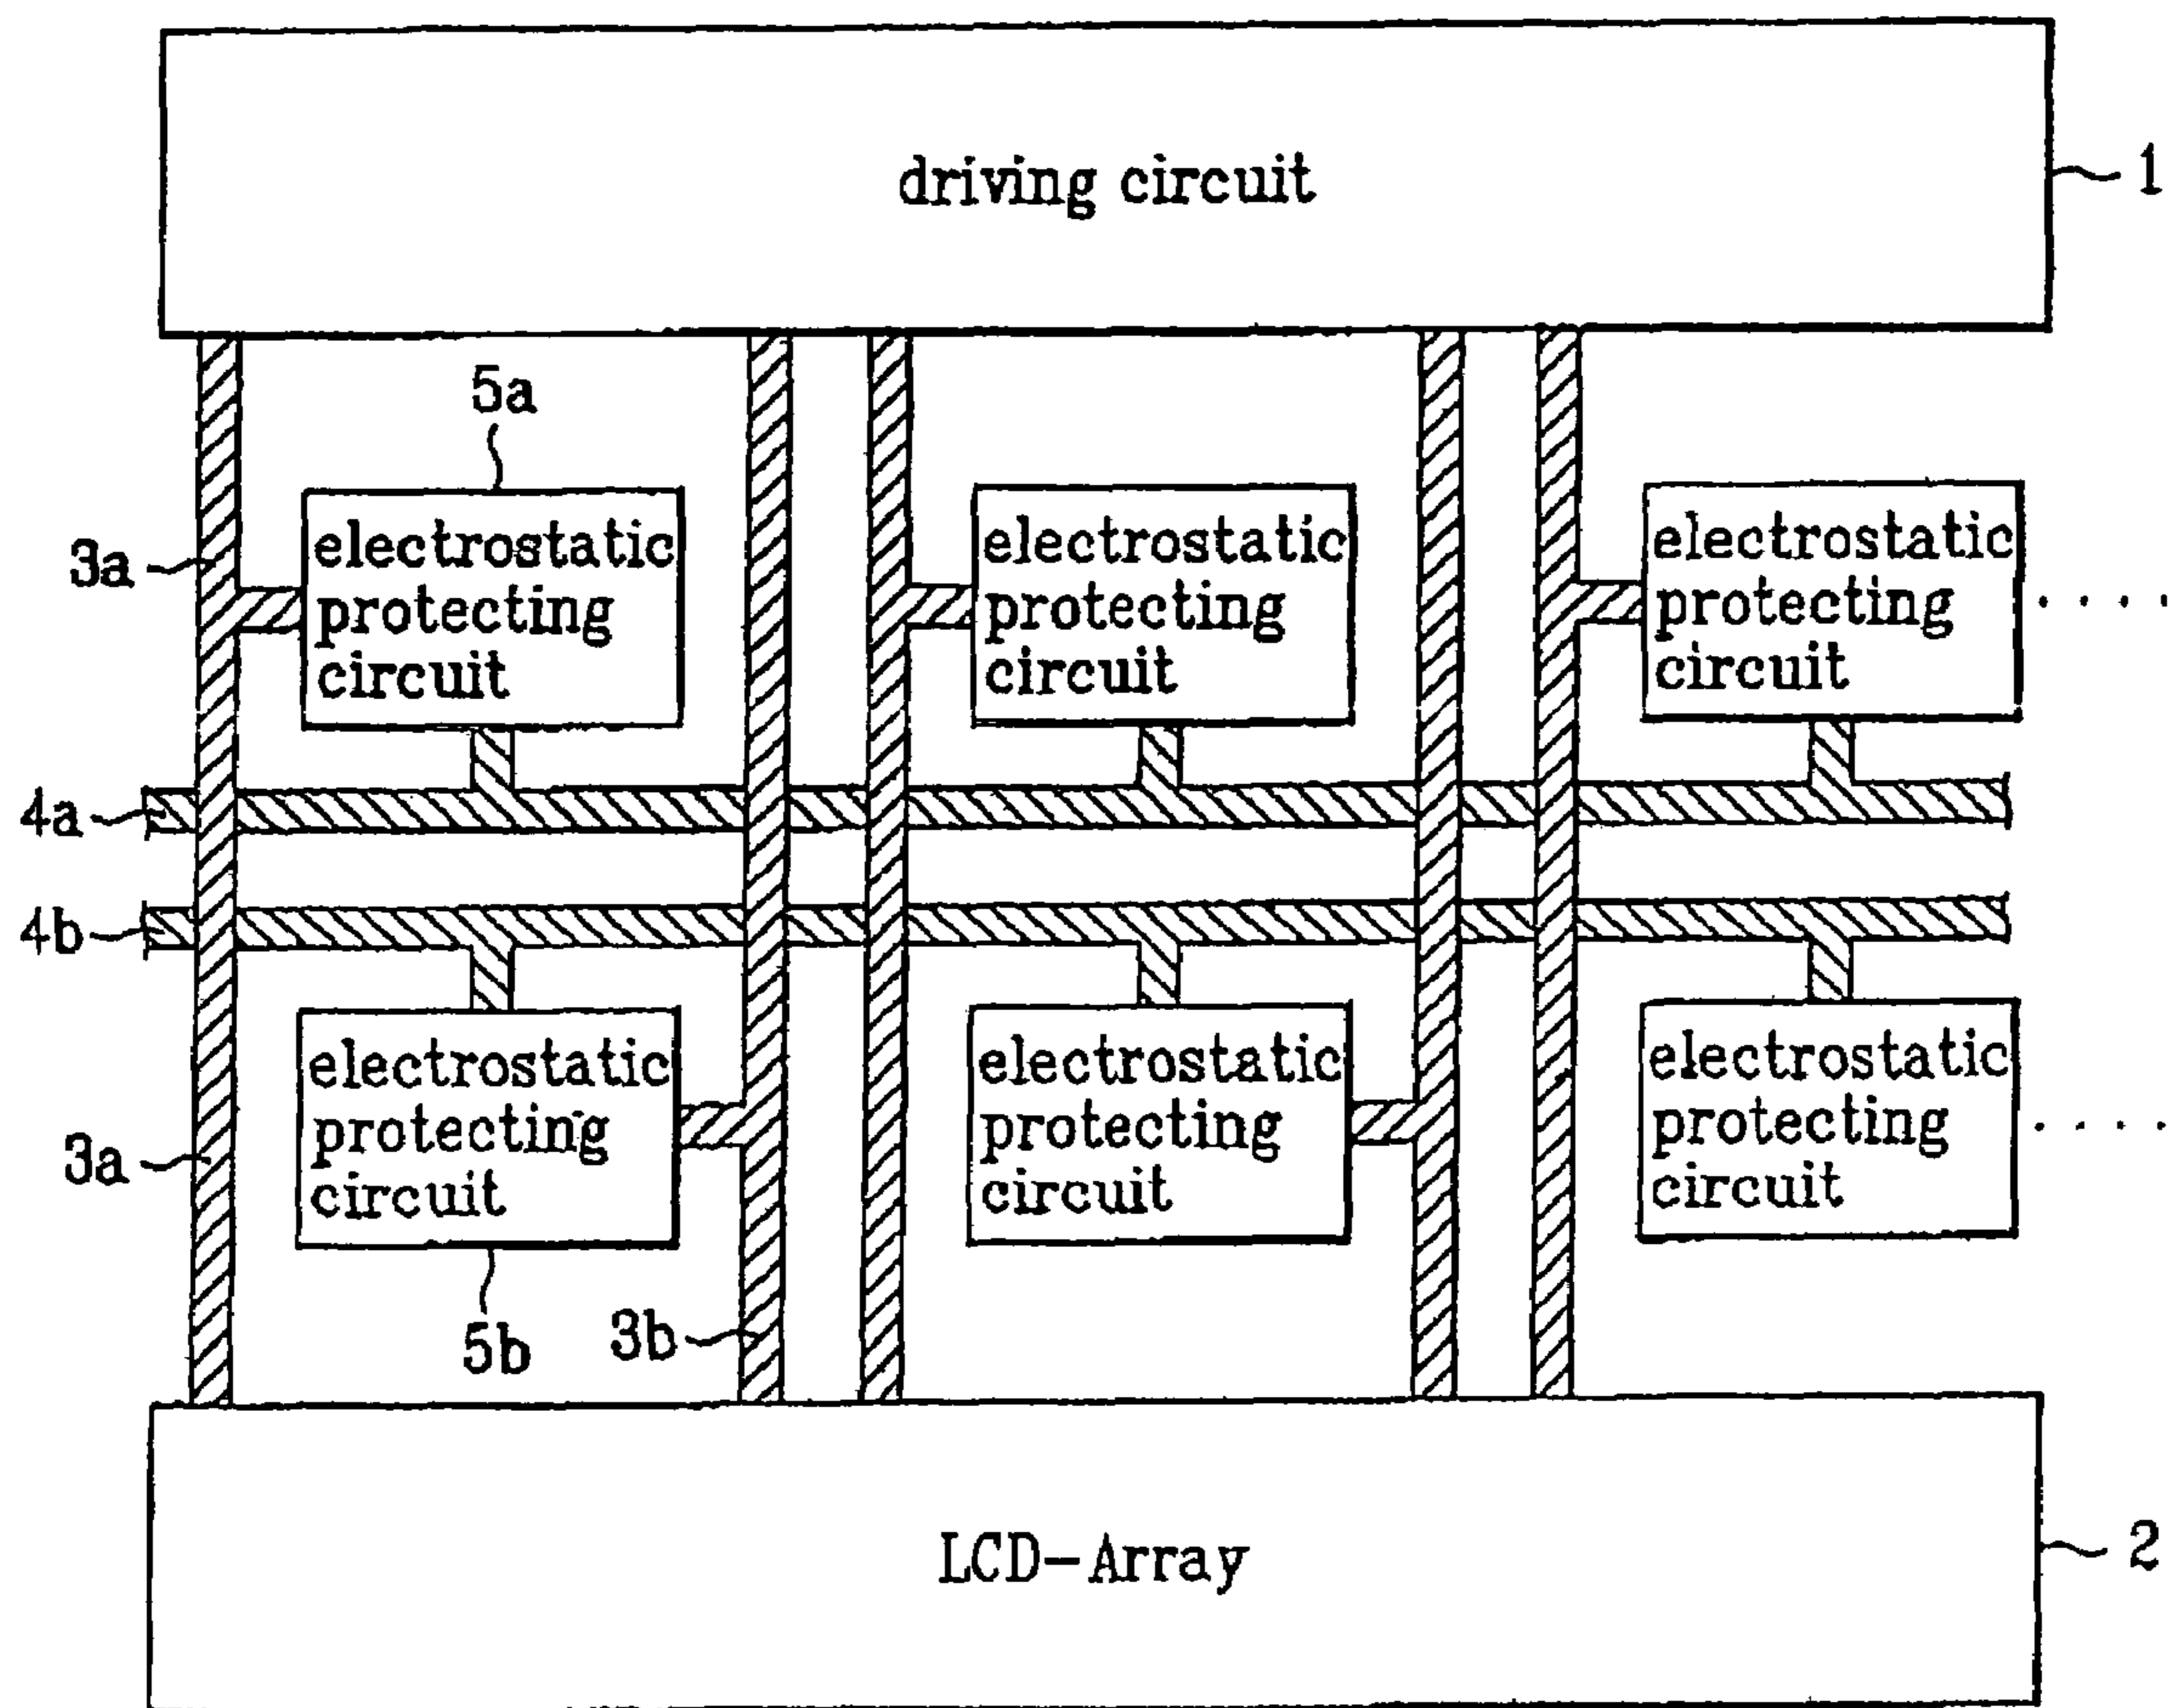 driving circuit
1
5a
3a
electrostatic
protecting
circuit
electrostatic
protecting
circuit
electrostatic
protecting
circuit
....
4a
4b
3a
electrostatic
protecting
circuit
electrostatic
protecting
circuit
electrostatic
protecting
circuit
....
5b
3b
LCD-Array
2